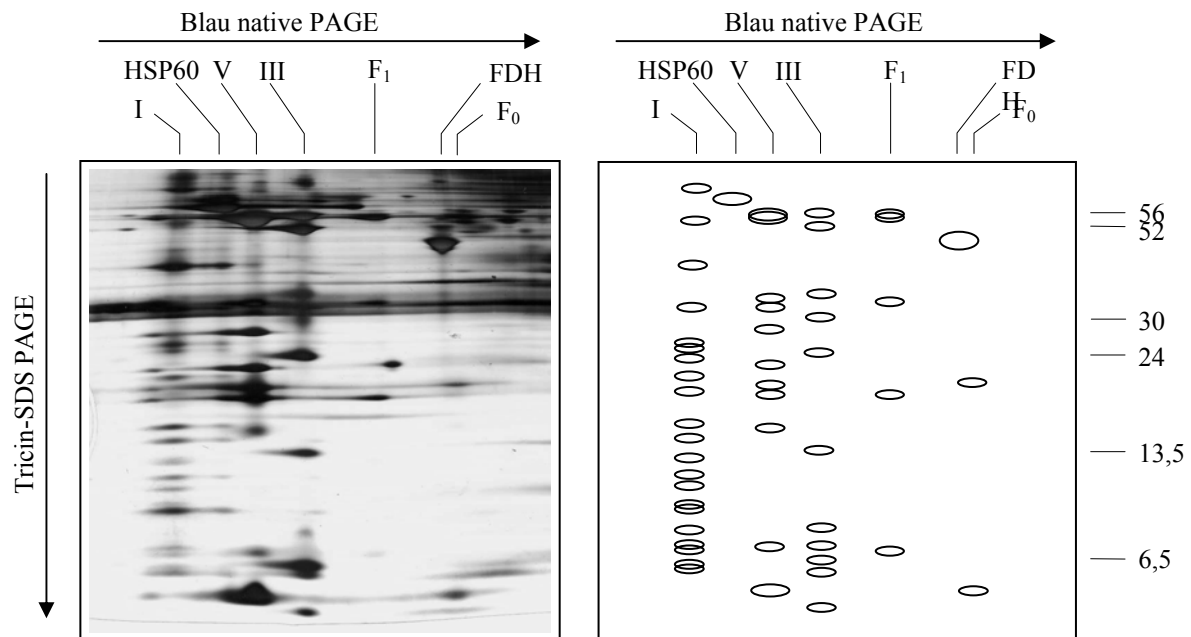 Blau native PAGE
HSP60 V III F₁ FDH
I F₀
Tricin-SDS PAGE
Blau native PAGE
HSP60 V III F₁ FD
H
I F₀
56
52
30
24
13,5
6,5